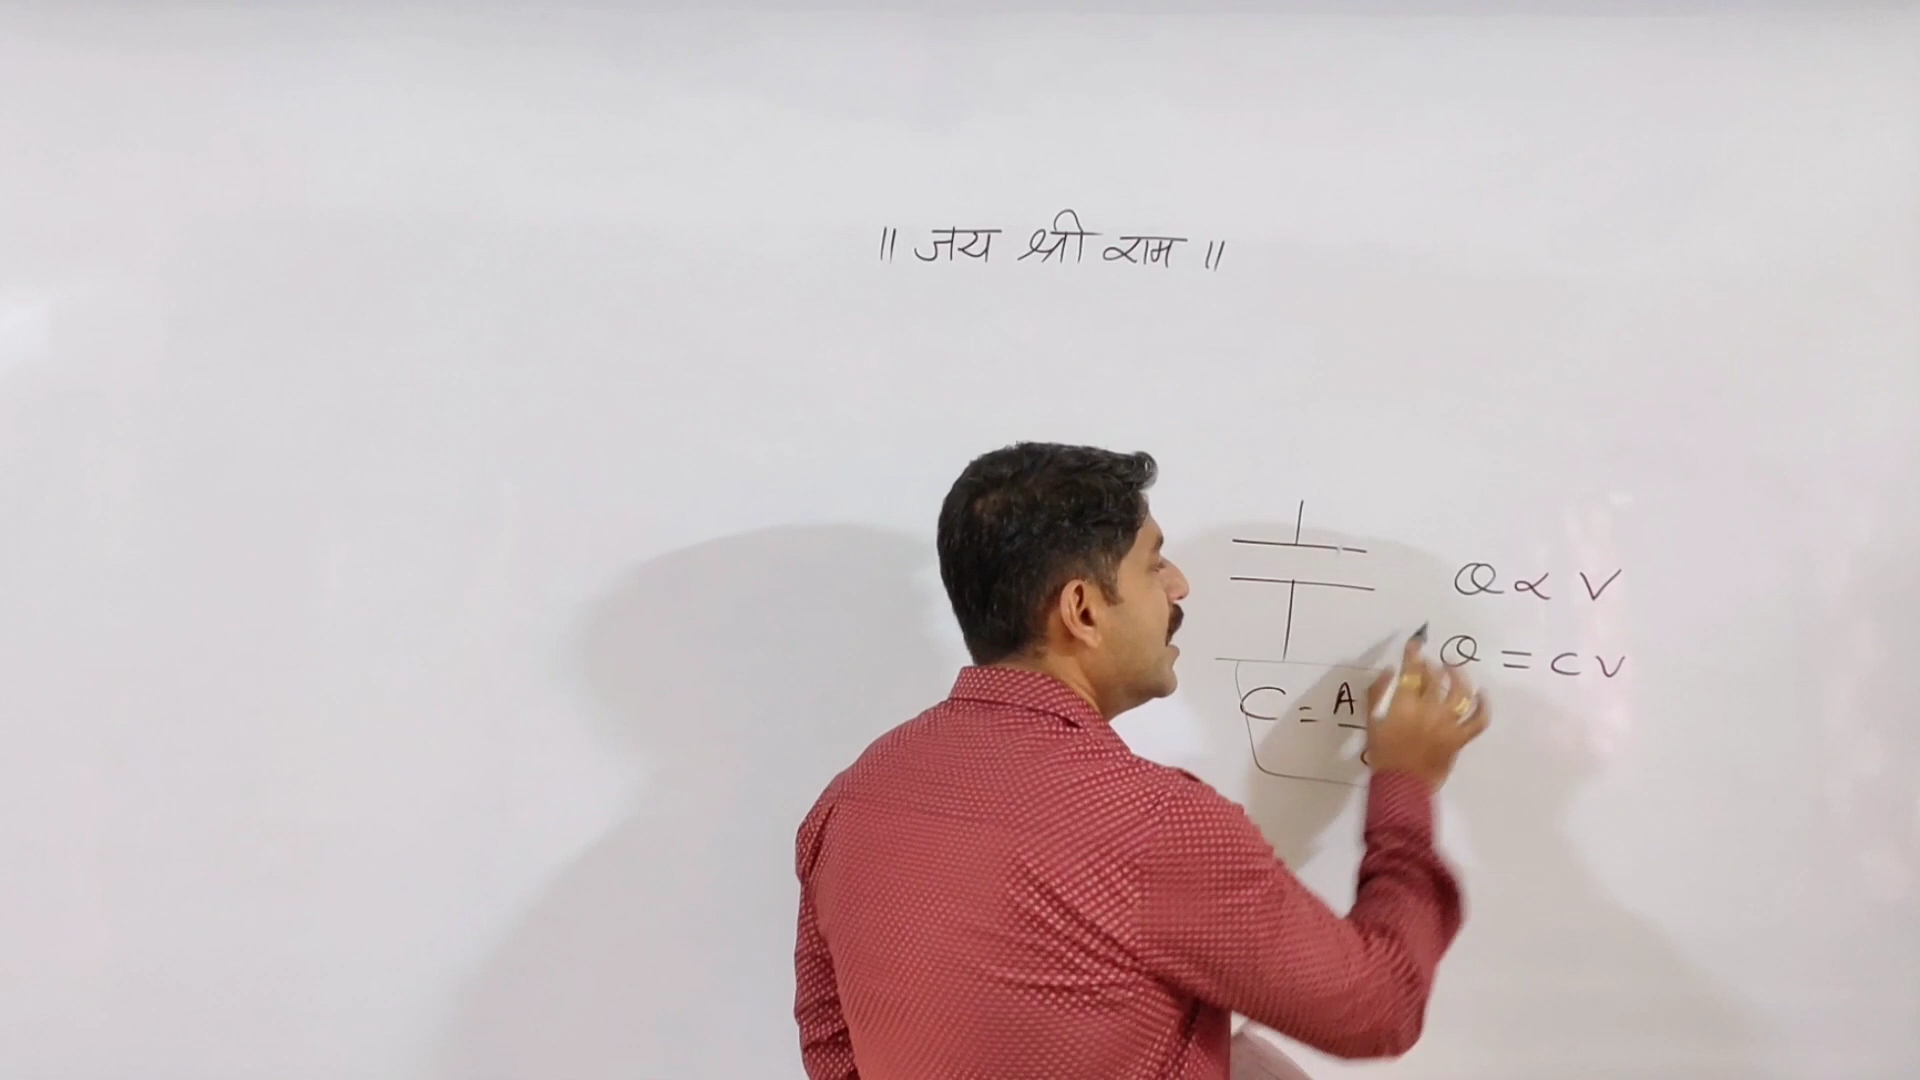 ॥ जय श्री राम ॥
Q ∝ V
Q = CV
C = A